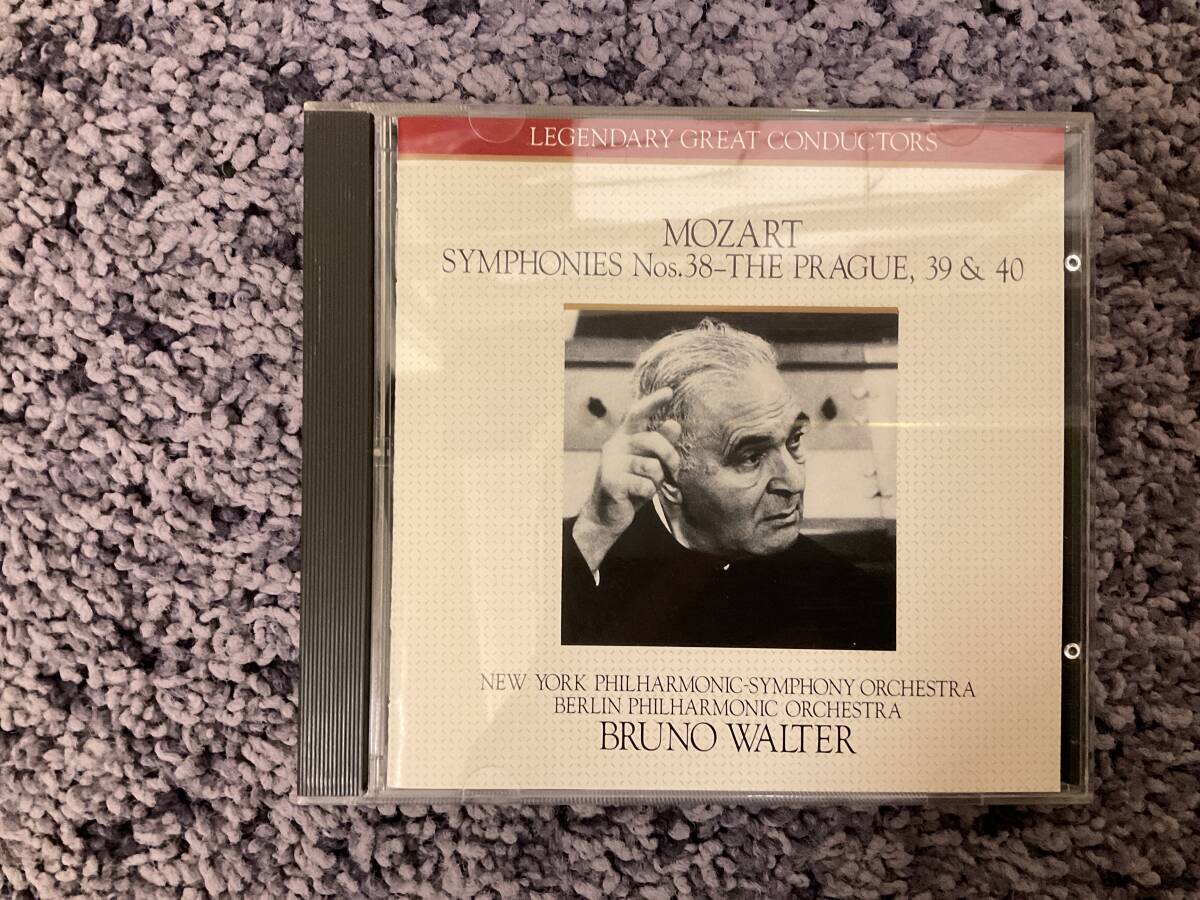 LEGENDARY GREAT CONDUCTORS
MOZART
SYMPHONIES Nos.38–THE PRAGUE, 39 & 40
NEW YORK PHILHARMONIC-SYMPHONY ORCHESTRA
BERLIN PHILHARMONIC ORCHESTRA
BRUNO WALTER